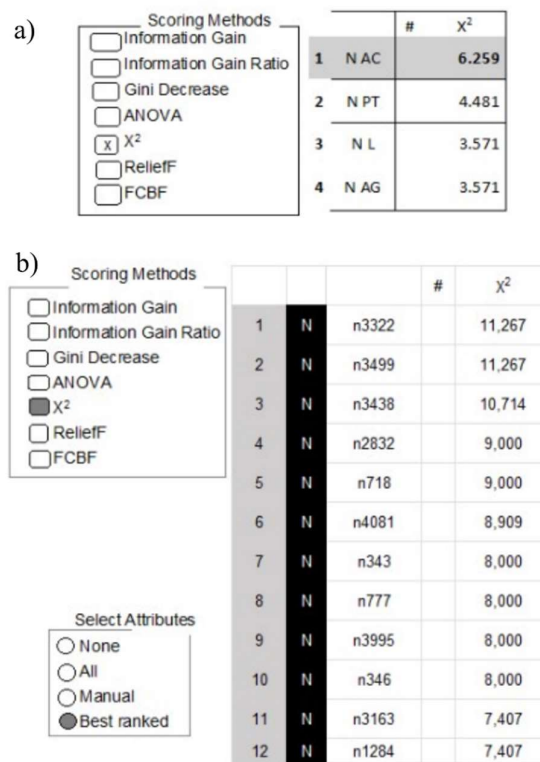 a)
Scoring Methods
Information Gain
Information Gain Ratio
Gini Decrease
ANOVA
X X²
ReliefF
FCBF
# X²
1 N AC 6.259
2 N PT 4.481
3 N L 3.571
4 N AG 3.571
b)
Scoring Methods
Information Gain
Information Gain Ratio
Gini Decrease
ANOVA
X²
ReliefF
FCBF
Select Attributes
None
All
Manual
Best ranked
# X²
1 N n3322 11,267
2 N n3499 11,267
3 N n3438 10,714
4 N n2832 9,000
5 N n718 9,000
6 N n4081 8,909
7 N n343 8,000
8 N n777 8,000
9 N n3995 8,000
10 N n346 8,000
11 N n3163 7,407
12 N n1284 7,407